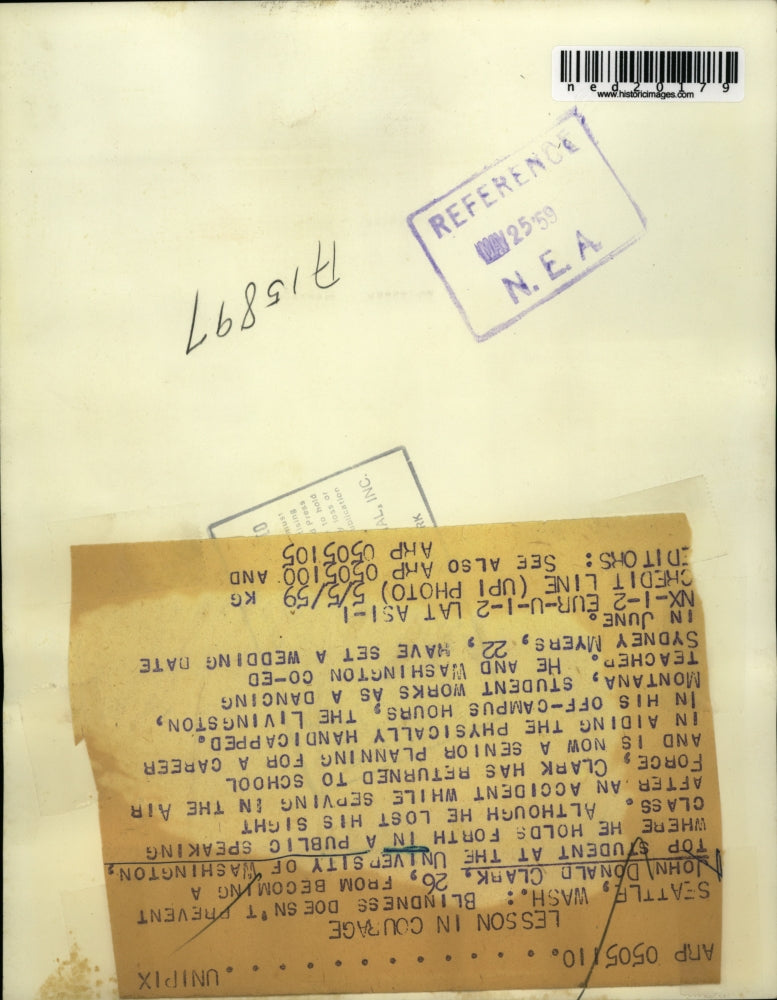 ned20179
www.historicimages.com
REFERENCE
MAY 25 '59
N. E. A
A15897
AL, INC.
RK
ARP 0505110. . . . . . . . . . . . . UNIPIX
LESSON IN COURAGE
SEATTLE, WASH.: BLINDNESS DOESN'T PREVENT
JOHN DONALD CLARK, 26, FROM BECOMING A
TOP STUDENT AT THE UNIVERSITY OF WASHINGTON,
WHERE HE HOLDS FORTH IN A PUBLIC SPEAKING
CLASS. ALTHOUGH HE LOST HIS SIGHT
AFTER AN ACCIDENT WHILE SERVING IN THE AIR
FORCE, CLARK HAS RETURNED TO SCHOOL
AND IS NOW A SENIOR PLANNING FOR A CAREER
IN AIDING THE PHYSICALLY HANDICAPPED.
IN HIS OFF-CAMPUS HOURS, THE LIVINGSTON,
MONTANA, STUDENT WORKS AS A DANCING
TEACHER. HE AND WASHINGTON CO-ED
SYDNEY MYERS, 22, HAVE SET A WEDDING DATE
IN JUNE.
NX-1-2 EUR-U-1-2 LAT ASI-1
CREDIT LINE (UPI PHOTO) 5/5/59 KG
EDITORS: SEE ALSO ARP 0505100 AND
ARP 0505105